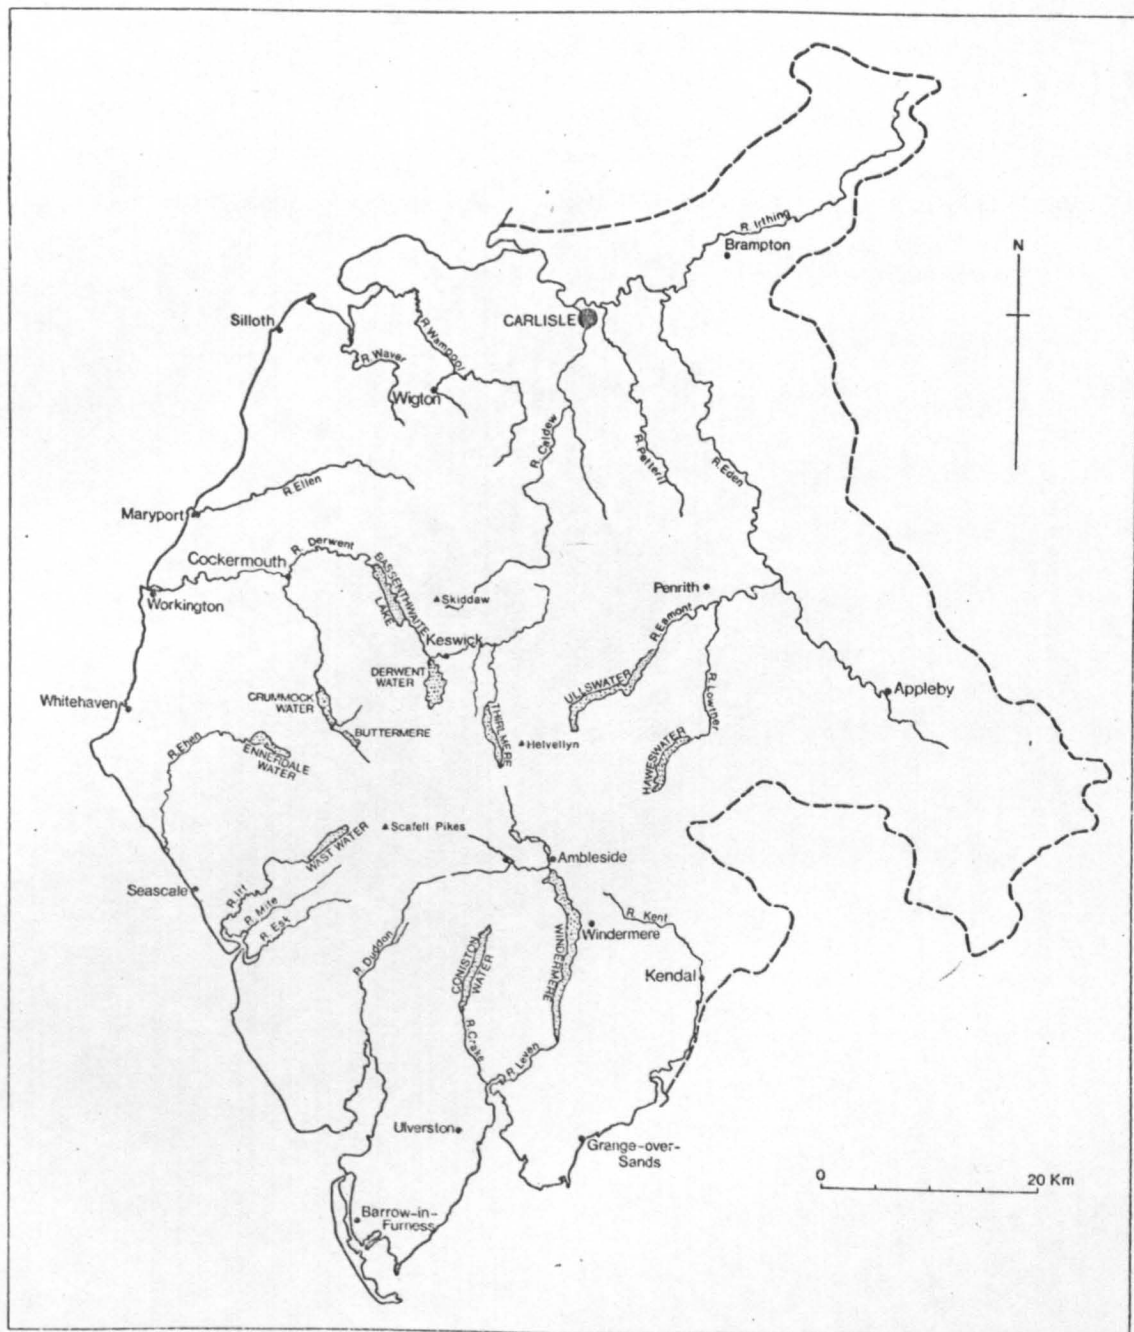 R. Irthing
Brampton
N
CARLISLE
Silloth
R. Wampool
R. Waver
Wigton
R. Caldew
R. Petteril
R. Eden
R. Ellen
Maryport
Cockermouth
R. Derwent
BASSENTHWAITE
LAKE
Skiddaw
Penrith
Workington
R. Eamont
Keswick
DERWENT
WATER
ULLSWATER
R. Lowther
Appleby
Whitehaven
CRUMMOCK
WATER
BUTTERMERE
THIRLMERE
Helvellyn
HAWESWATER
R. Ehen
ENNERDALE
WATER
Scafell Pikes
WAST WATER
Ambleside
Seascale
R. Irt
R. Mite
R. Esk
R. Duddon
CONISTON
WATER
WINDERMERE
R. Kent
Windermere
Kendal
R. Crake
R. Leven
Ulverston
Grange-over-
Sands
0
20 Km
Barrow-in-
Furness